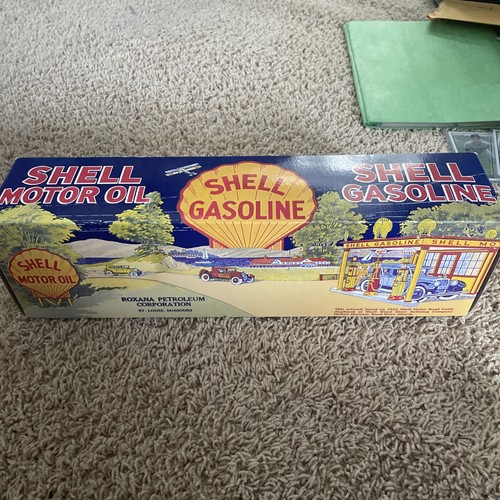 SHELL
MOTOR OIL
SHELL
GASOLINE
SHELL
GASOLINE
SHELL
MOTOR OIL
ROXANA PETROLEUM
CORPORATION
ST. LOUIS, MISSOURI
SHELL GASOLINE SHELL